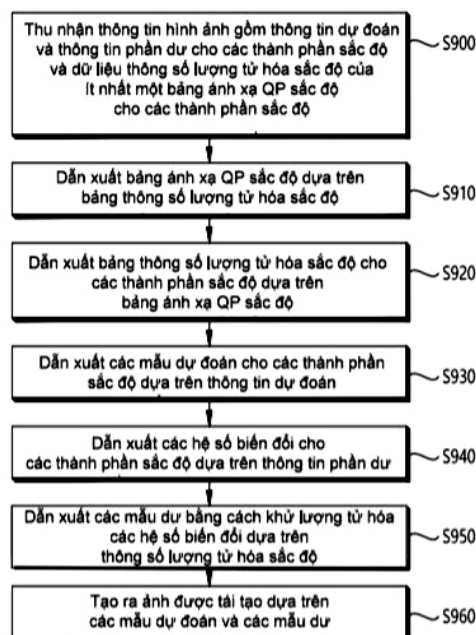 Thu nhận thông tin hình ảnh gồm thông tin dự đoán
và thông tin phần dư cho các thành phần sắc độ
và dữ liệu thông số lượng tử hóa sắc độ của
ít nhất một bảng ánh xạ QP sắc độ
cho các thành phần sắc độ
S900
Dẫn xuất bảng ánh xạ QP sắc độ dựa trên
bảng thông số lượng tử hóa sắc độ
S910
Dẫn xuất bảng thông số lượng tử hóa sắc độ cho
các thành phần sắc độ dựa trên
bảng ánh xạ QP sắc độ
S920
Dẫn xuất các mẫu dự đoán cho các thành phần
sắc độ dựa trên thông tin dự đoán
S930
Dẫn xuất các hệ số biến đổi cho
các thành phần sắc độ dựa trên thông tin phần dư
S940
Dẫn xuất các mẫu dư bằng cách khử lượng tử hóa
các hệ số biến đổi dựa trên
thông số lượng tử hóa sắc độ
S950
Tạo ra ảnh được tái tạo dựa trên
các mẫu dự đoán và các mẫu dư
S960